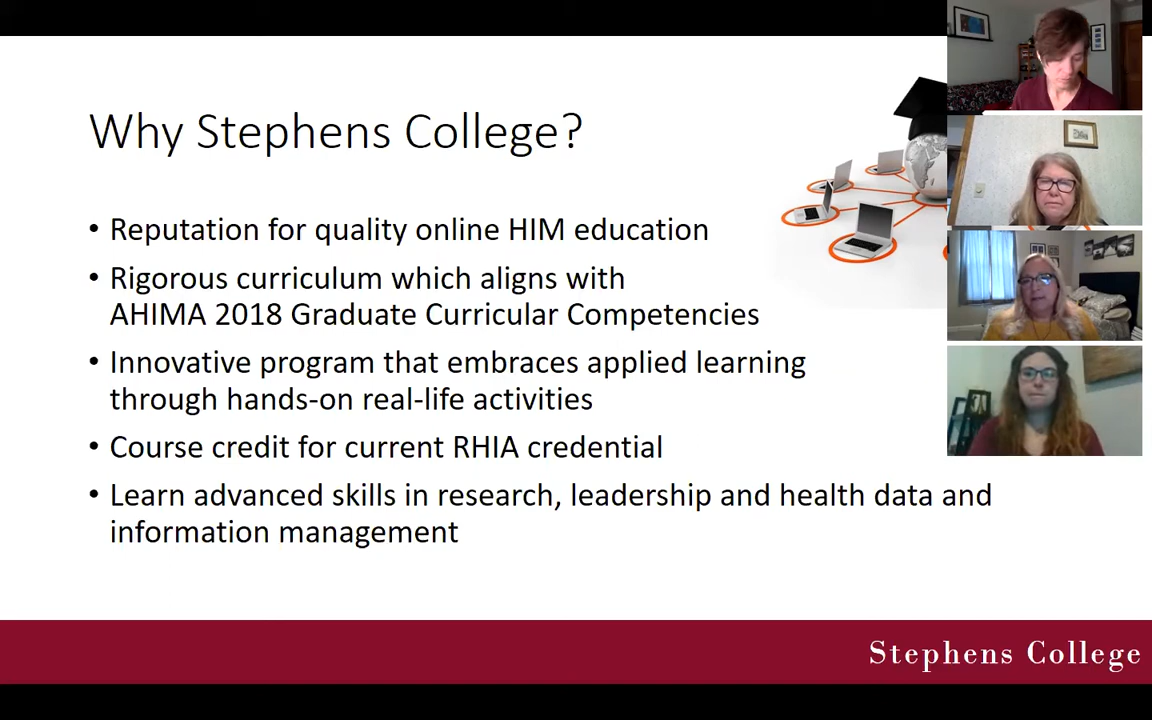 Why Stephens College?
• Reputation for quality online HIM education
• Rigorous curriculum which aligns with
AHIMA 2018 Graduate Curricular Competencies
• Innovative program that embraces applied learning
through hands-on real-life activities
• Course credit for current RHIA credential
• Learn advanced skills in research, leadership and health data and
information management
Stephens College